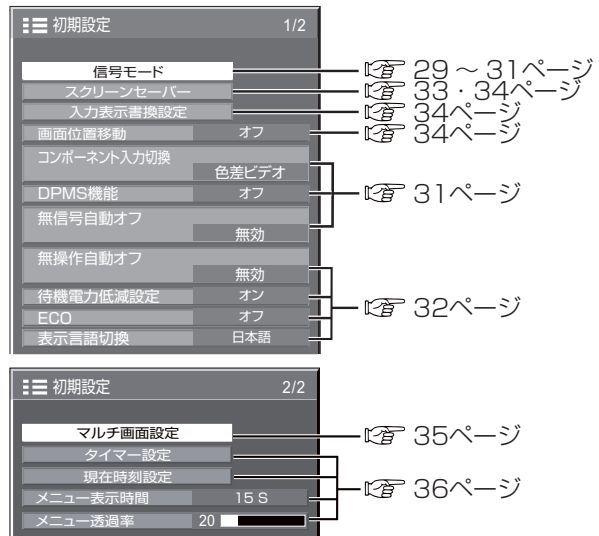 初期設定 1/2
信号モード 29 ～ 31ページ
スクリーンセーバー 33・34ページ
入力表示書換設定 34ページ
画面位置移動 オフ 34ページ
コンポーネント入力切換
色差ビデオ
DPMS機能 オフ 31ページ
無信号自動オフ
無効
無操作自動オフ
無効
待機電力低減設定 オン 32ページ
ECO オフ
表示言語切換 日本語
初期設定 2/2
マルチ画面設定 35ページ
タイマー設定
現在時刻設定 36ページ
メニュー表示時間 15 S
メニュー透過率 20